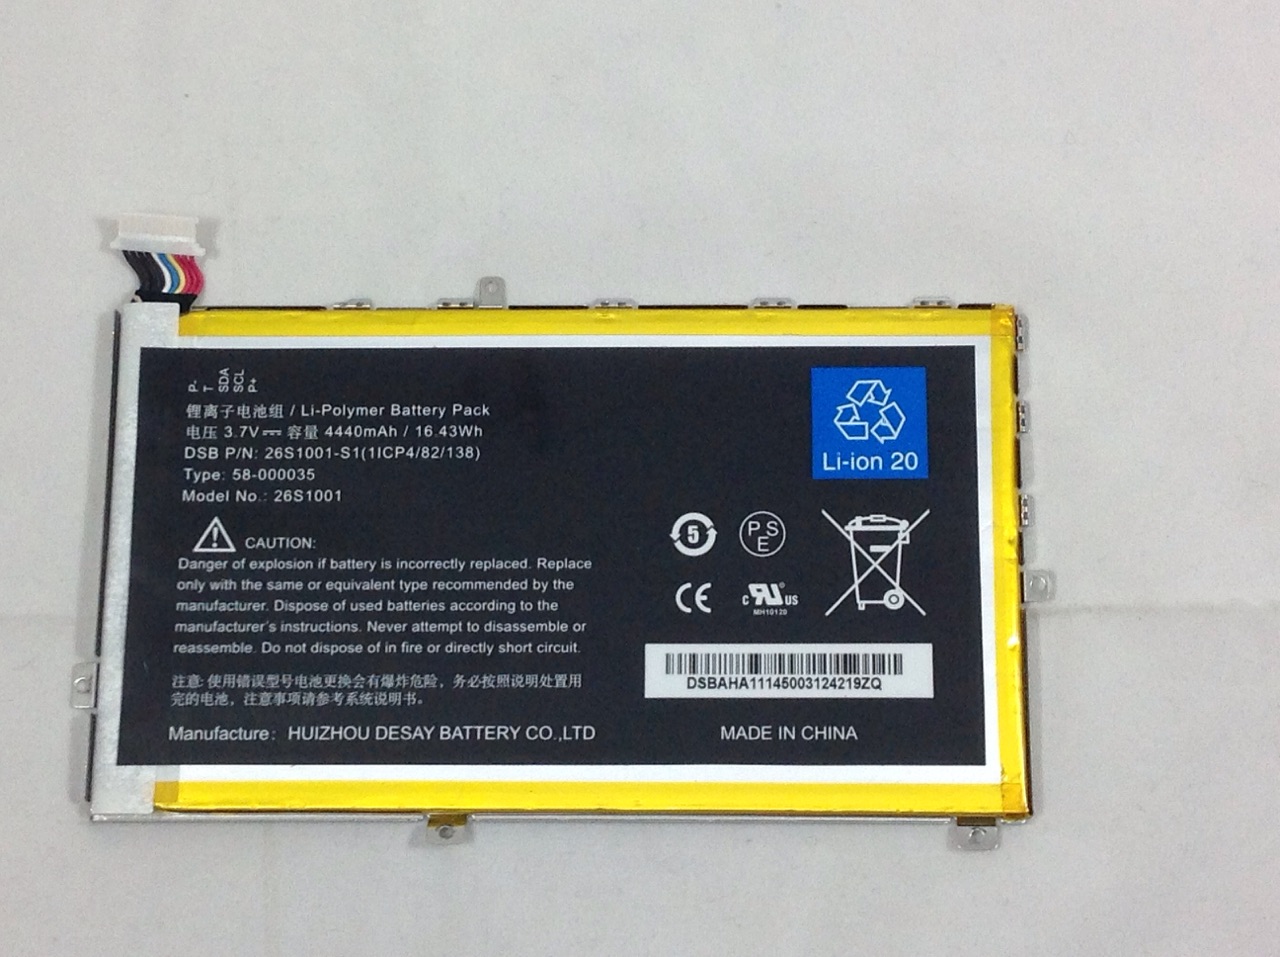 P-
T
SDA
SCL
P+
锂离子电池组 / Li-Polymer Battery Pack
电压 3.7V⎓ 容量 4440mAh / 16.43Wh
DSB P/N: 26S1001-S1(1ICP4/82/138)
Type: 58-000035
Model No.: 26S1001
Li-ion 20
CAUTION:
Danger of explosion if battery is incorrectly replaced. Replace
only with the same or equivalent type recommended by the
manufacturer. Dispose of used batteries according to the
manufacturer's instructions. Never attempt to disassemble or
reassemble. Do not dispose of in fire or directly short circuit.
注意: 使用错误型号电池更换会有爆炸危险，务必按照说明处置用
完的电池，注意事项请参考系统说明书。
5
PSE
CE
c RU US
MH10120
DSBAHA11145003124219ZQ
Manufacture: HUIZHOU DESAY BATTERY CO.,LTD
MADE IN CHINA